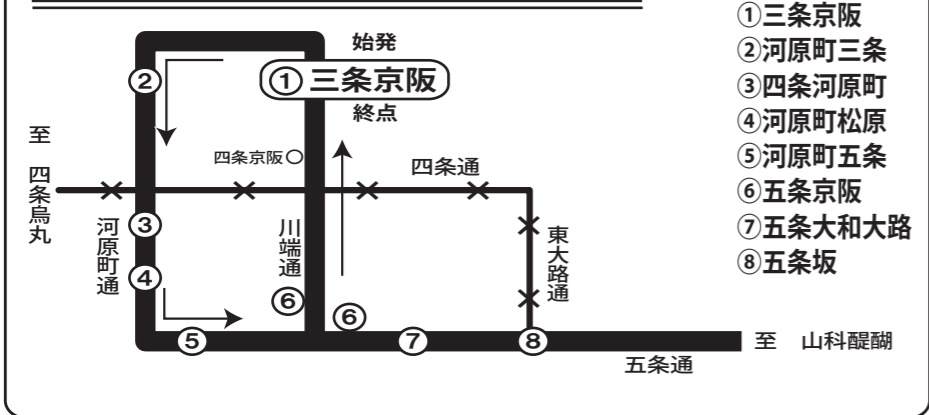 始発
① 三条京阪
終点
②
至 四条烏丸
四条京阪
四条通
③
河原町通
川端通
東大路通
④
⑥
⑥
⑤
⑦
⑧
至 山科醍醐
五条通
①三条京阪
②河原町三条
③四条河原町
④河原町松原
⑤河原町五条
⑥五条京阪
⑦五条大和大路
⑧五条坂